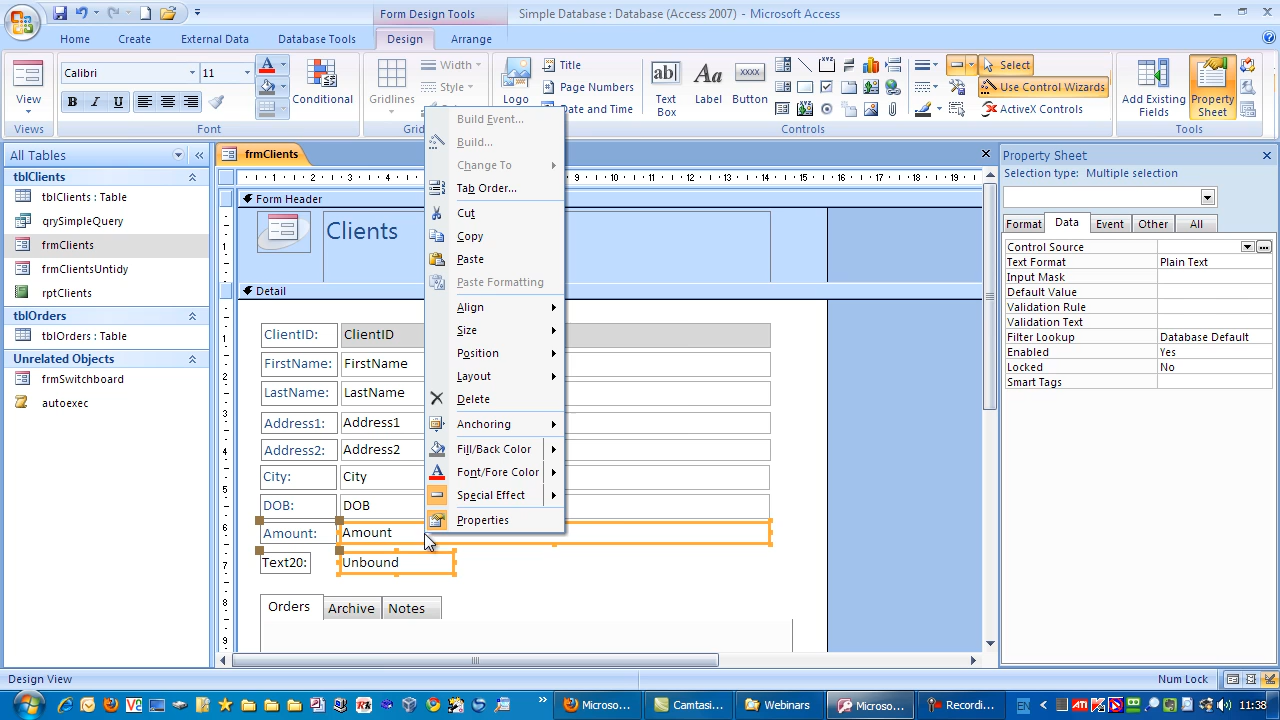 Form Design Tools
Simple Database : Database (Access 2007) - Microsoft Access
Home
Create
External Data
Database Tools
Design
Arrange
View
Views
Calibri
11
B I U
Font
Conditional
Gridlines
Width
Style
Logo
Title
Page Numbers
Date and Time
Text Box
Label
Button
Select
Use Control Wizards
ActiveX Controls
Controls
Add Existing Fields
Property Sheet
Tools
All Tables
tblClients
tblClients : Table
qrySimpleQuery
frmClients
frmClientsUntidy
rptClients
tblOrders
tblOrders : Table
Unrelated Objects
frmSwitchboard
autoexec
frmClients
Form Header
Clients
Detail
ClientID: ClientID
FirstName: FirstName
LastName: LastName
Address1: Address1
Address2: Address2
City: City
DOB: DOB
Amount: Amount
Text20: Unbound
Orders
Archive
Notes
Build Event...
Build...
Change To
Tab Order...
Cut
Copy
Paste
Paste Formatting
Align
Size
Position
Layout
Delete
Anchoring
Fill/Back Color
Font/Fore Color
Special Effect
Properties
Property Sheet
Selection type: Multiple selection
Format Data Event Other All
Control Source
Text Format Plain Text
Input Mask
Default Value
Validation Rule
Validation Text
Filter Lookup Database Default
Enabled Yes
Locked No
Smart Tags
Design View
Num Lock
Microso...
Camtasi...
Webinars
Microso...
Recordi...
EN
11:38